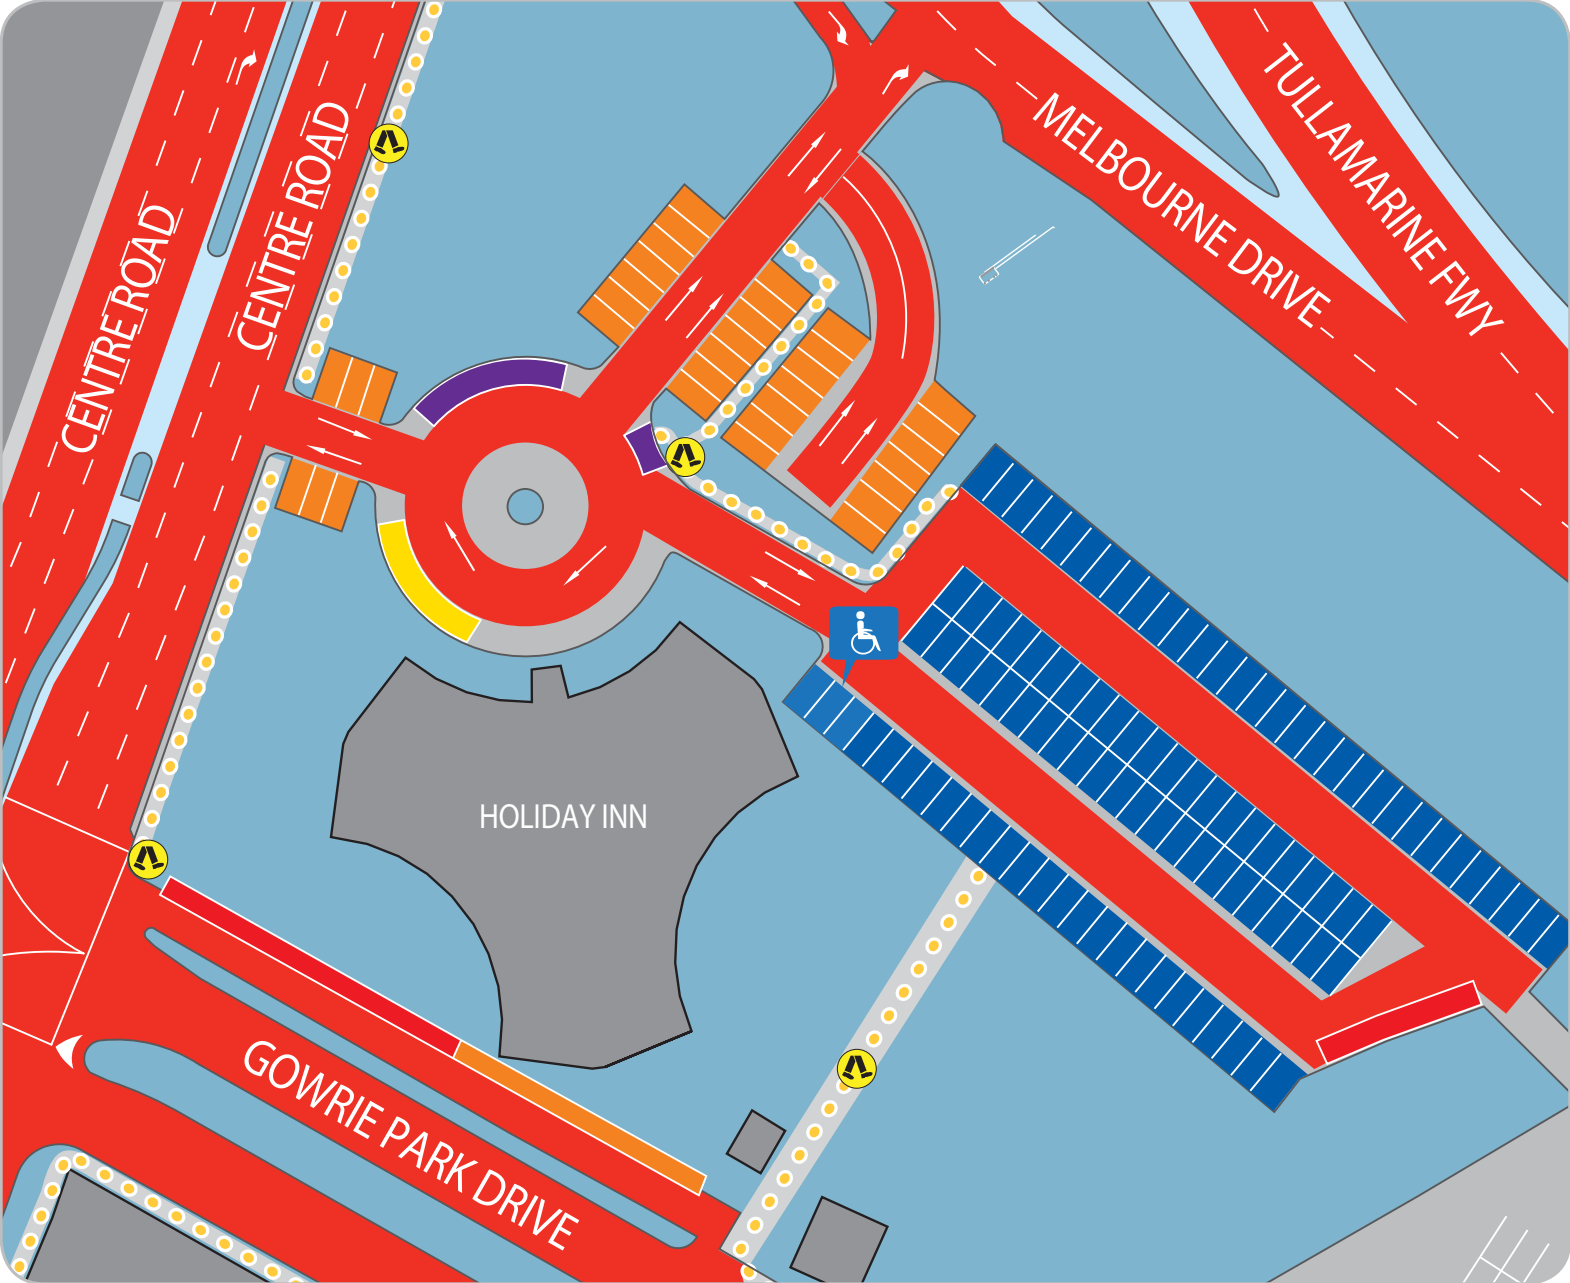 CENTRE ROAD
CENTRE ROAD
MELBOURNE DRIVE
TULLAMARINE FWY
HOLIDAY INN
GOWRIE PARK DRIVE